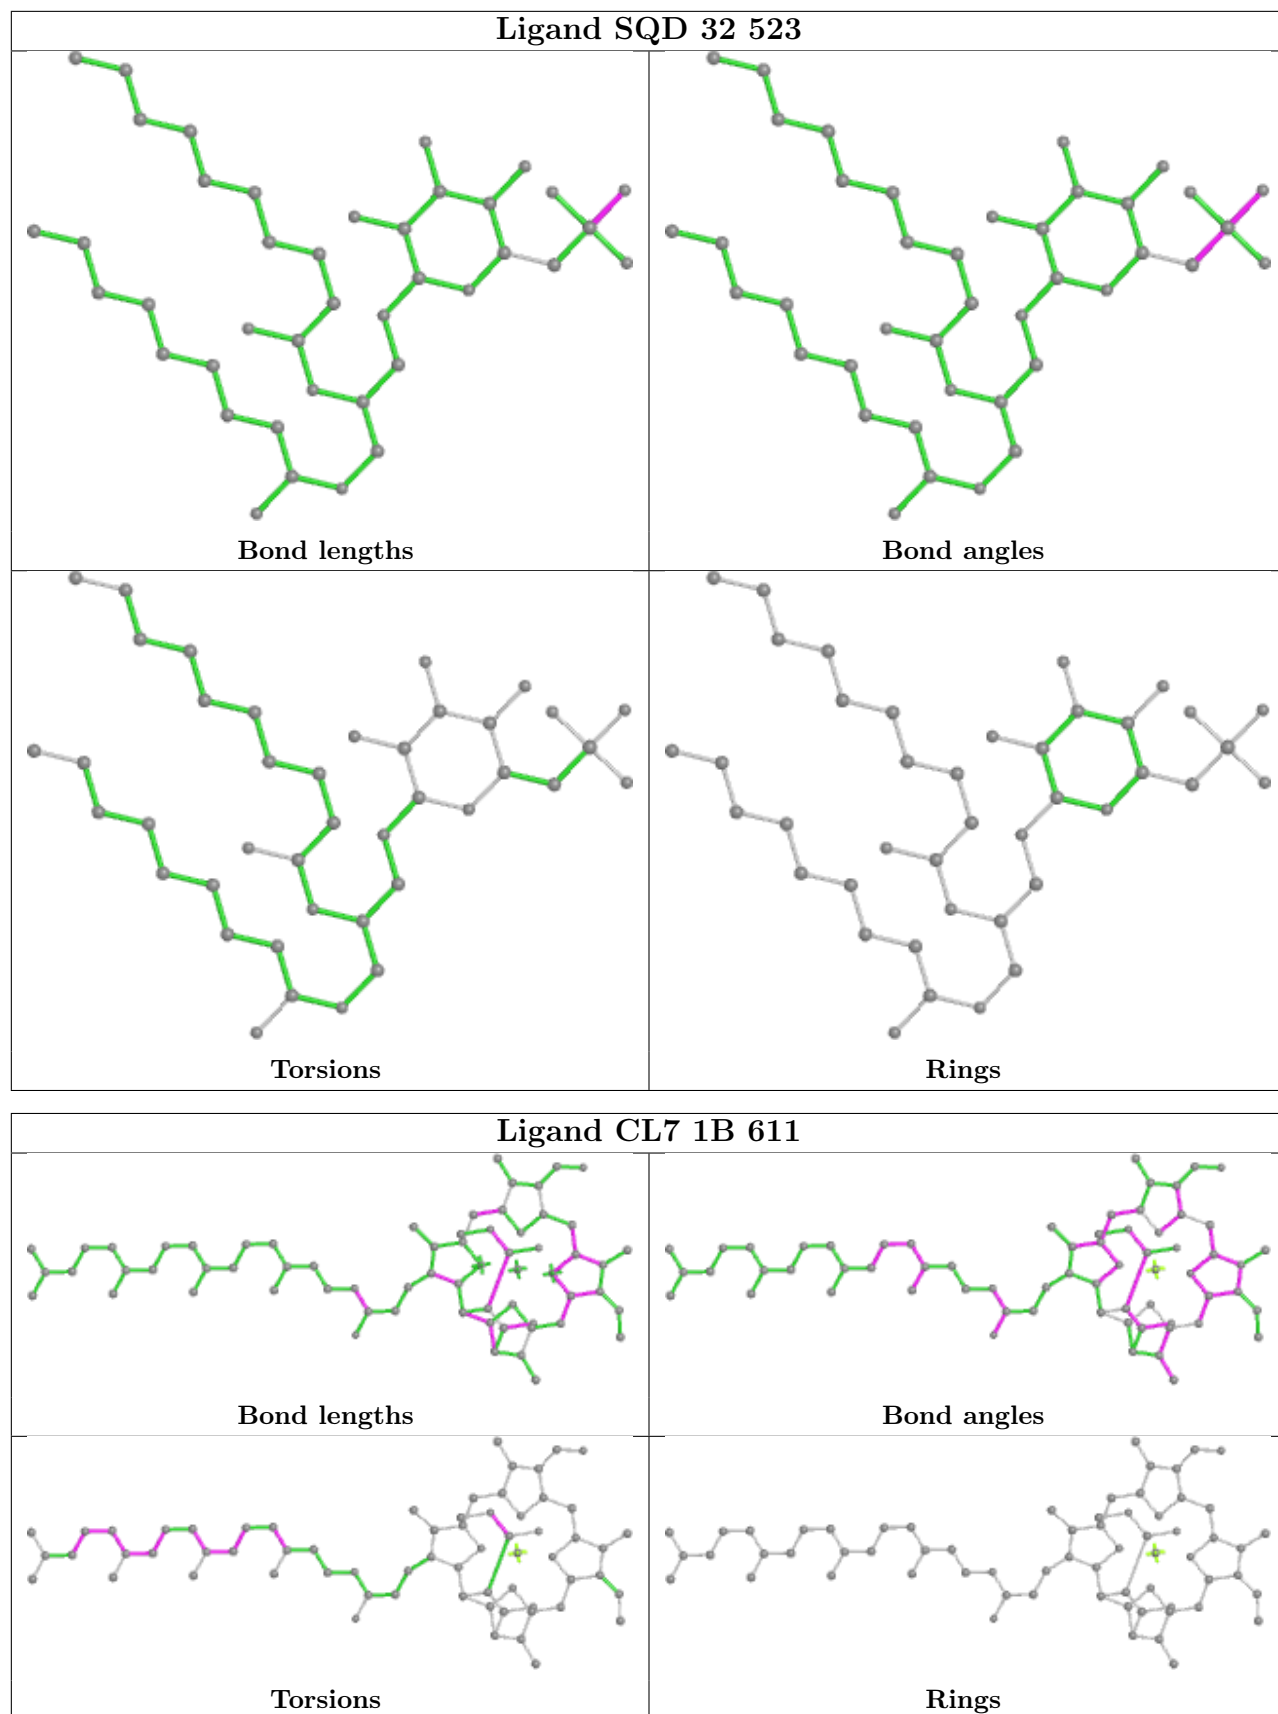 Ligand SQD 32 523
Bond lengths
Bond angles
Torsions
Rings
Ligand CL7 1B 611
Bond lengths
Bond angles
Torsions
Rings